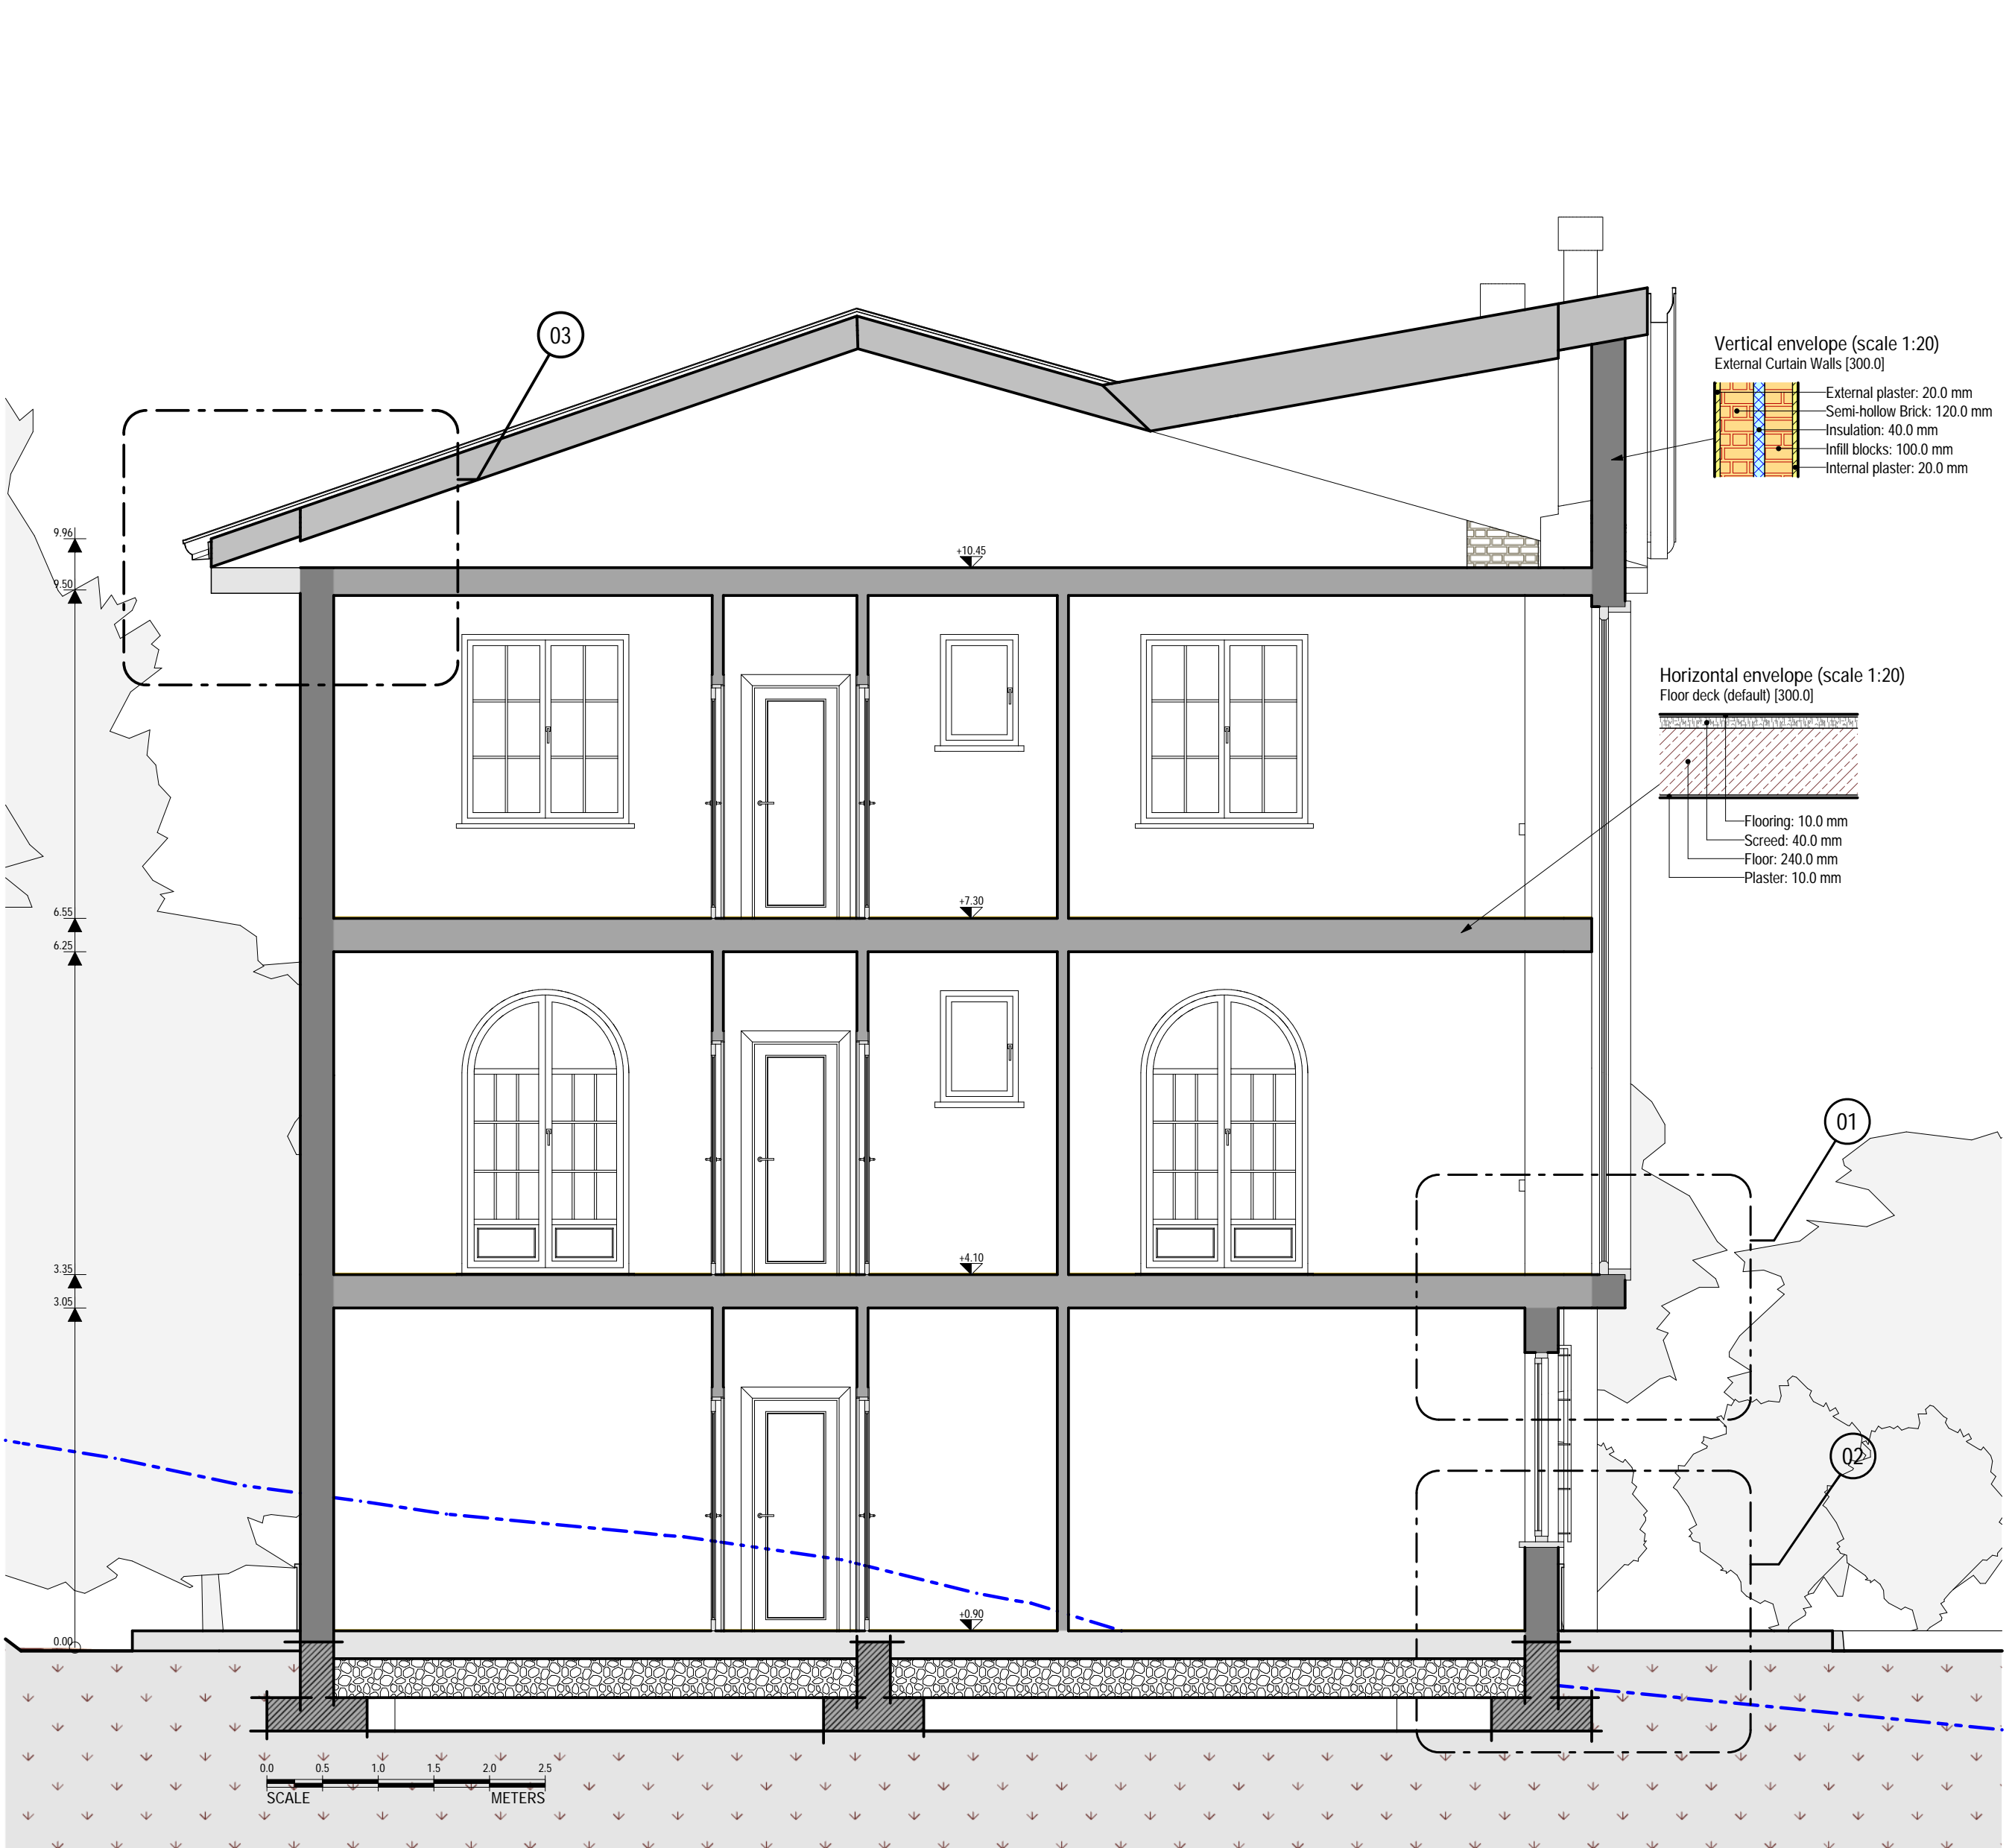 03
Vertical envelope (scale 1:20)
External Curtain Walls [300.0]
External plaster: 20.0 mm
Semi-hollow Brick: 120.0 mm
Insulation: 40.0 mm
Infill blocks: 100.0 mm
Internal plaster: 20.0 mm
9.96
+10.45
9.50
Horizontal envelope (scale 1:20)
Floor deck (default) [300.0]
Flooring: 10.0 mm
Screed: 40.0 mm
Floor: 240.0 mm
Plaster: 10.0 mm
+7.30
6.55
6.25
01
+4.10
3.35
3.05
02
+0.90
0.00
0.0 0.5 1.0 1.5 2.0 2.5
SCALE METERS